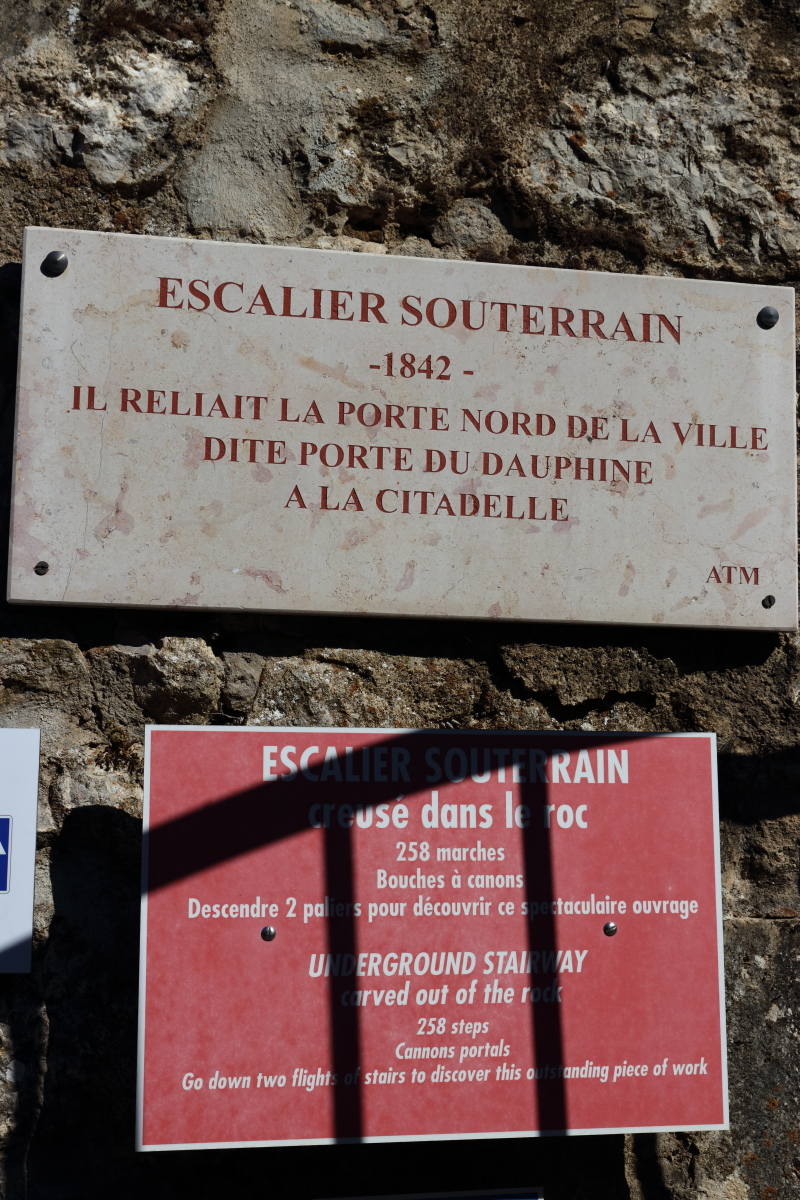 ESCALIER SOUTERRAIN
-1842 -
IL RELIAIT LA PORTE NORD DE LA VILLE
DITE PORTE DU DAUPHINE
A LA CITADELLE
ATM
ESCALIER SOUTERRAIN
creusé dans le roc
258 marches
Bouches à canons
Descendre 2 paliers pour découvrir ce spectaculaire ouvrage
UNDERGROUND STAIRWAY
carved out of the rock
258 steps
Cannons portals
Go down two flights of stairs to discover this outstanding piece of work